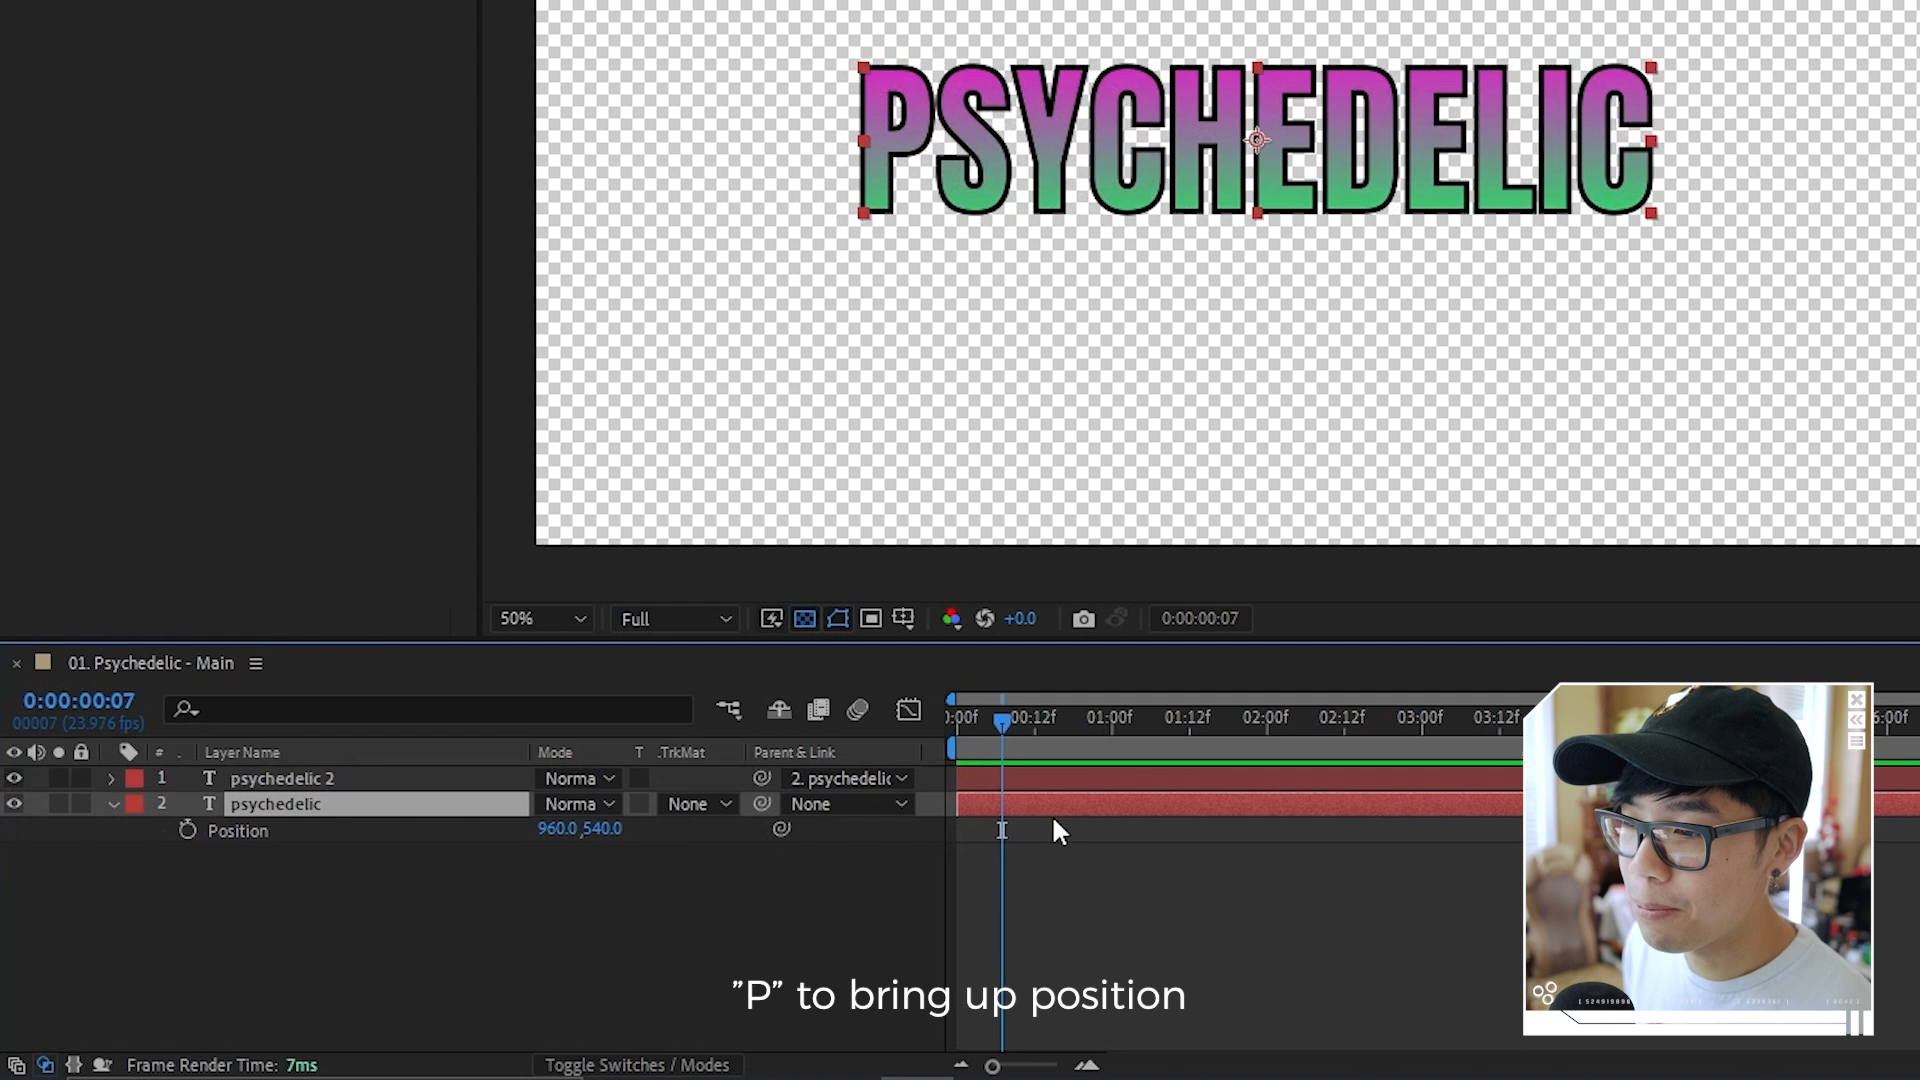 PSYCHEDELIC
50% Full +0.0 0:00:00:07
× 01. Psychedelic - Main
0:00:00:07
00007 (23.976 fps)
):00f 00:12f 01:00f 01:12f 02:00f 02:12f 03:00f 03:12f 6:00f
# . Layer Name Mode T .TrkMat Parent & Link
1 T psychedelic 2 Norma 2. psychedelic
2 T psychedelic Norma None None
Position 960.0,540.0
"P" to bring up position
Frame Render Time: 7ms Toggle Switches / Modes